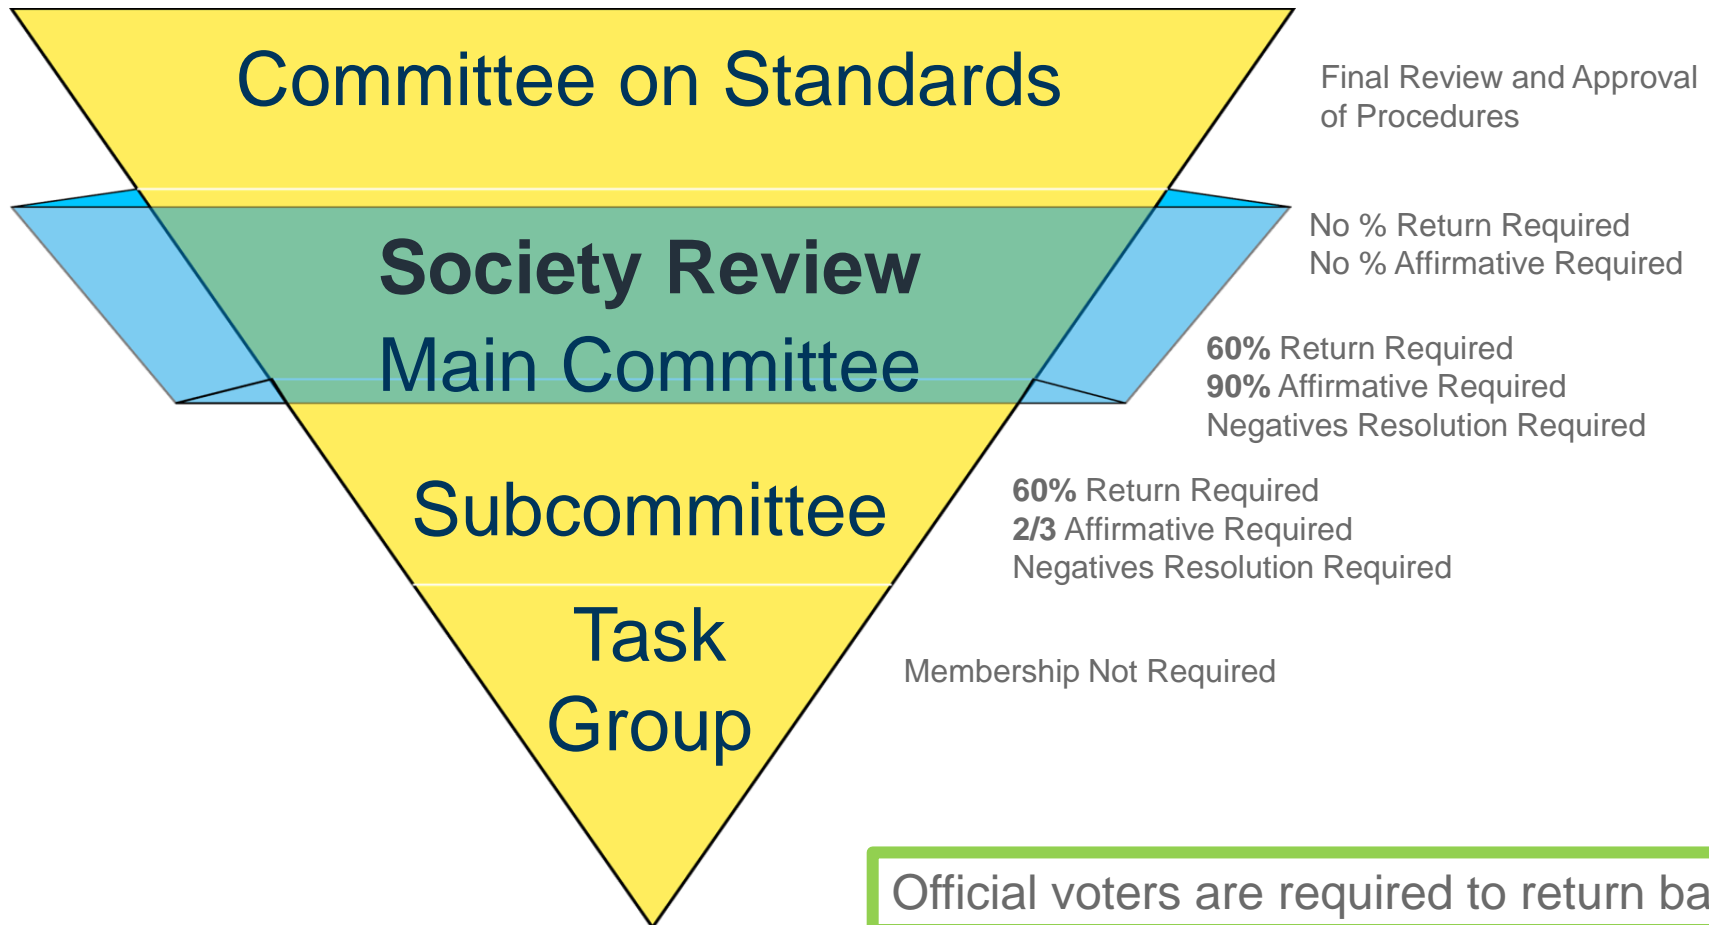 Committee on Standards
Final Review and Approval
of Procedures
Society Review
No % Return Required
No % Affirmative Required
Main Committee
60% Return Required
90% Affirmative Required
Negatives Resolution Required
Subcommittee
60% Return Required
2/3 Affirmative Required
Negatives Resolution Required
Task
Group
Membership Not Required
Official voters are required to return